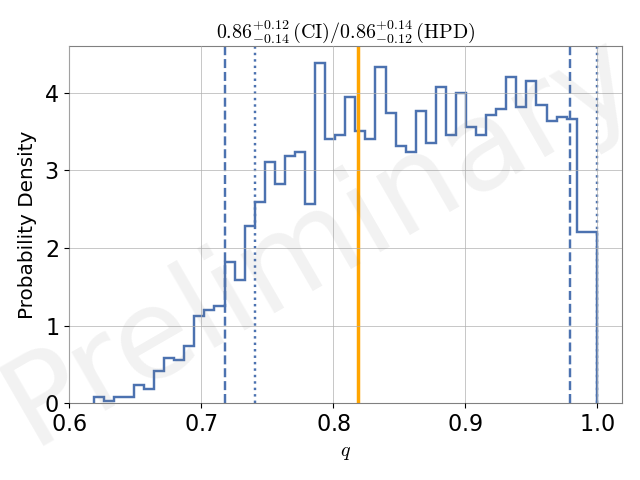 0.86^{+0.12}_{-0.14} (CI)/0.86^{+0.14}_{-0.12} (HPD)
Probability Density
4
3
2
1
0
0.6 0.7 0.8 0.9 1.0
q
Preliminary